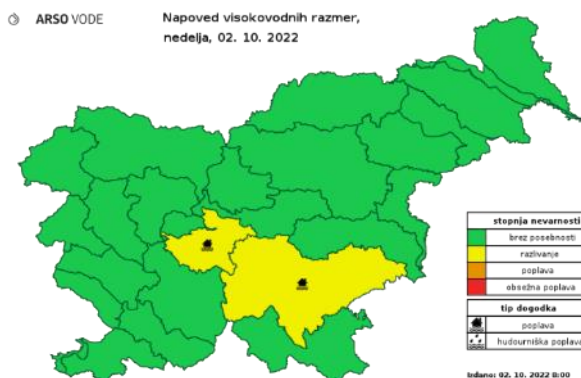 ARSO VODE
Napoved visokovodnih razmer,
nedelja, 02. 10. 2022
stopnja nevarnosti
brez posebnosti
razlivanje
poplava
obsežna poplava
tip dogodka
poplava
hudourniška poplava
Izdano: 02. 10. 2022 8:00